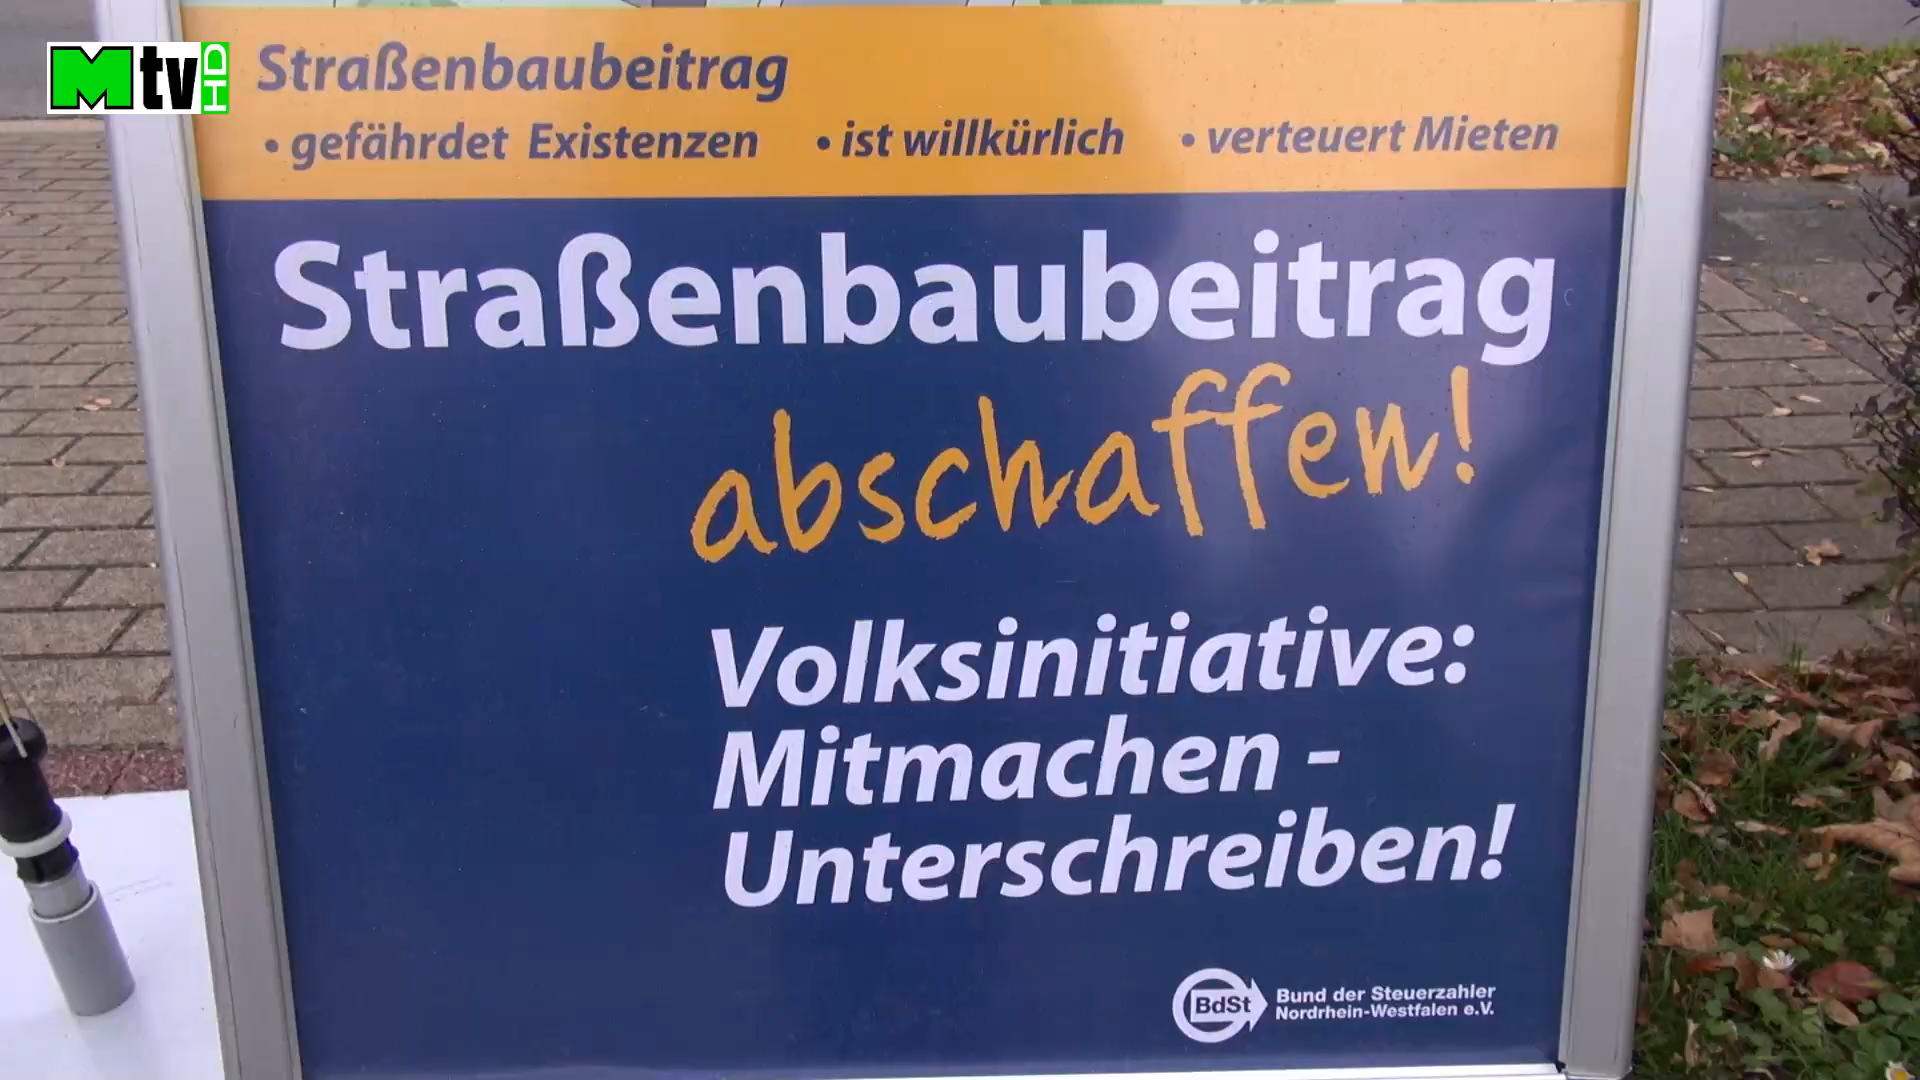 Mtv HD
Straßenbaubeitrag
• gefährdet Existenzen • ist willkürlich • verteuert Mieten
Straßenbaubeitrag
abschaffen!
Volksinitiative:
Mitmachen -
Unterschreiben!
BdSt
Bund der Steuerzahler
Nordrhein-Westfalen e.V.